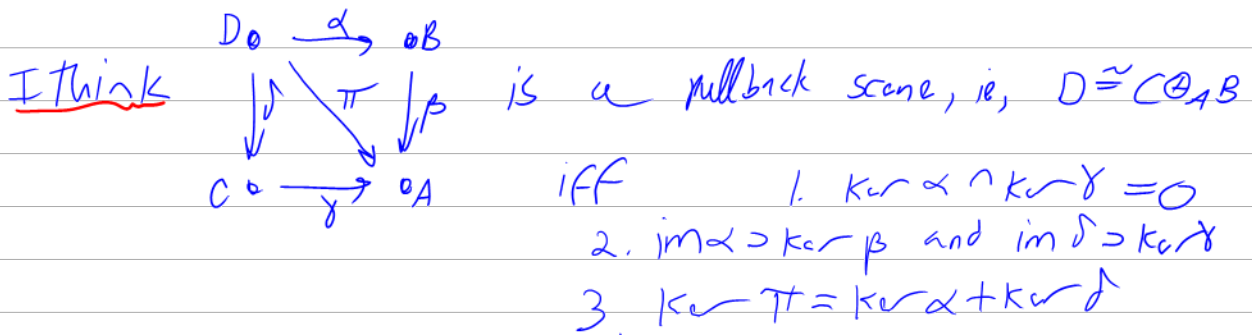 D α B
I think δ π β is a pullback scene, ie, D ≅ C⊕_A B
C γ A iff 1. ker α ∩ ker γ = 0
2. im α ⊃ ker β and im δ ⊃ ker γ
3. ker π = ker α + ker δ